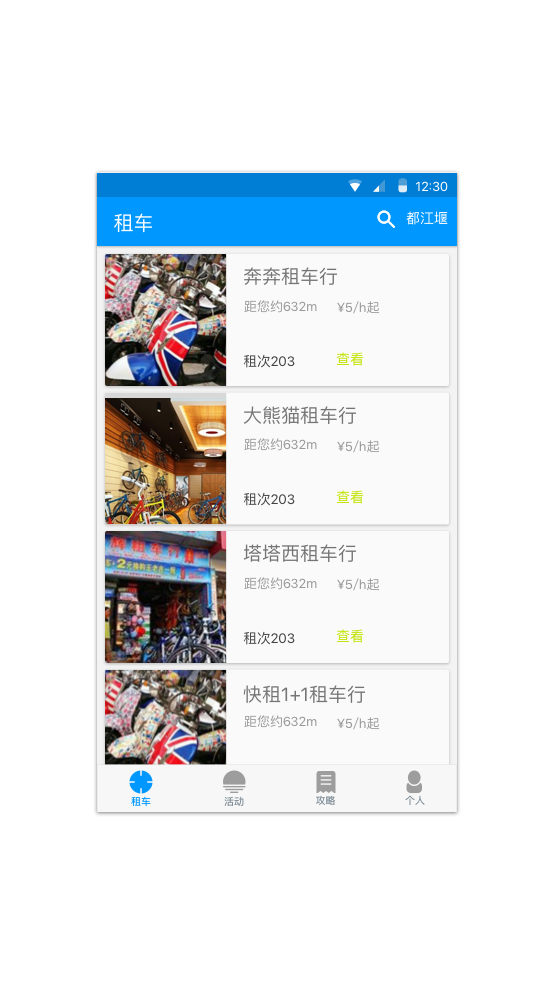 12:30
租车
都江堰
奔奔租车行
距您约632m ¥5/h起
租次203 查看
大熊猫租车行
距您约632m ¥5/h起
租次203 查看
塔塔西租车行
距您约632m ¥5/h起
租次203 查看
快租1+1租车行
距您约632m ¥5/h起
租车 活动 攻略 个人